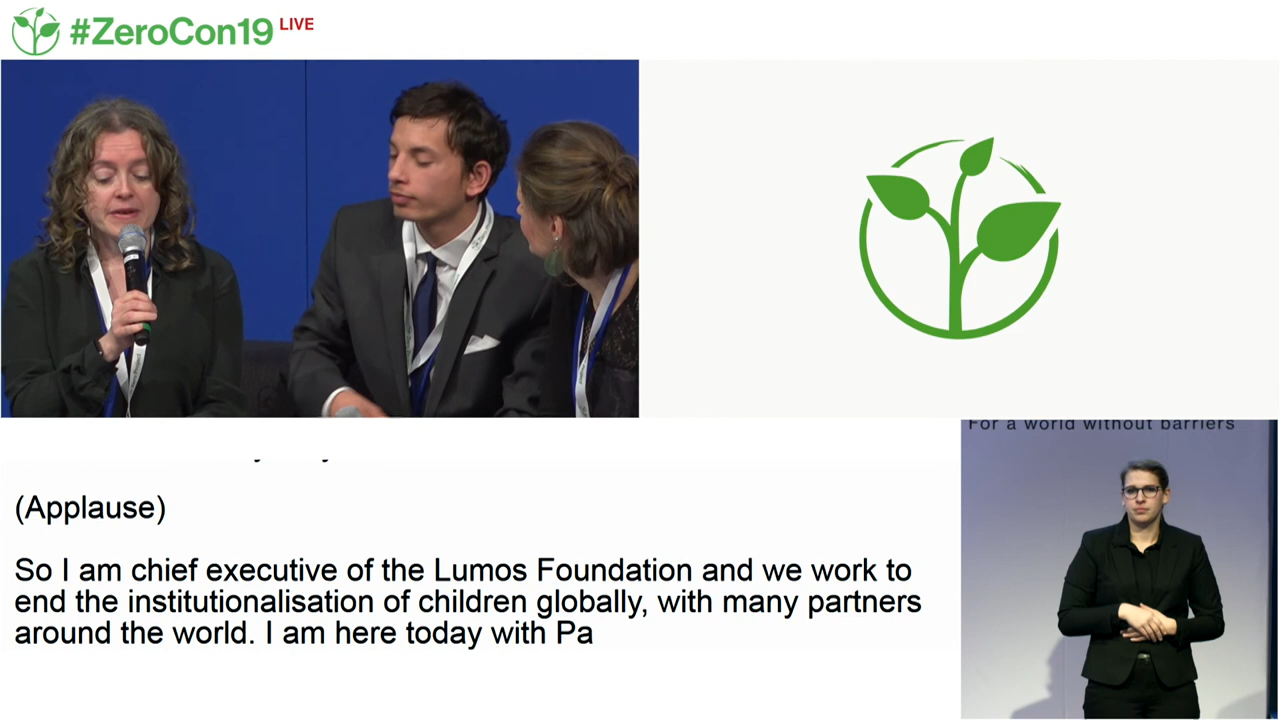 #ZeroCon19 LIVE
For a world without barriers
(Applause)
So I am chief executive of the Lumos Foundation and we work to
end the institutionalisation of children globally, with many partners
around the world. I am here today with Pa